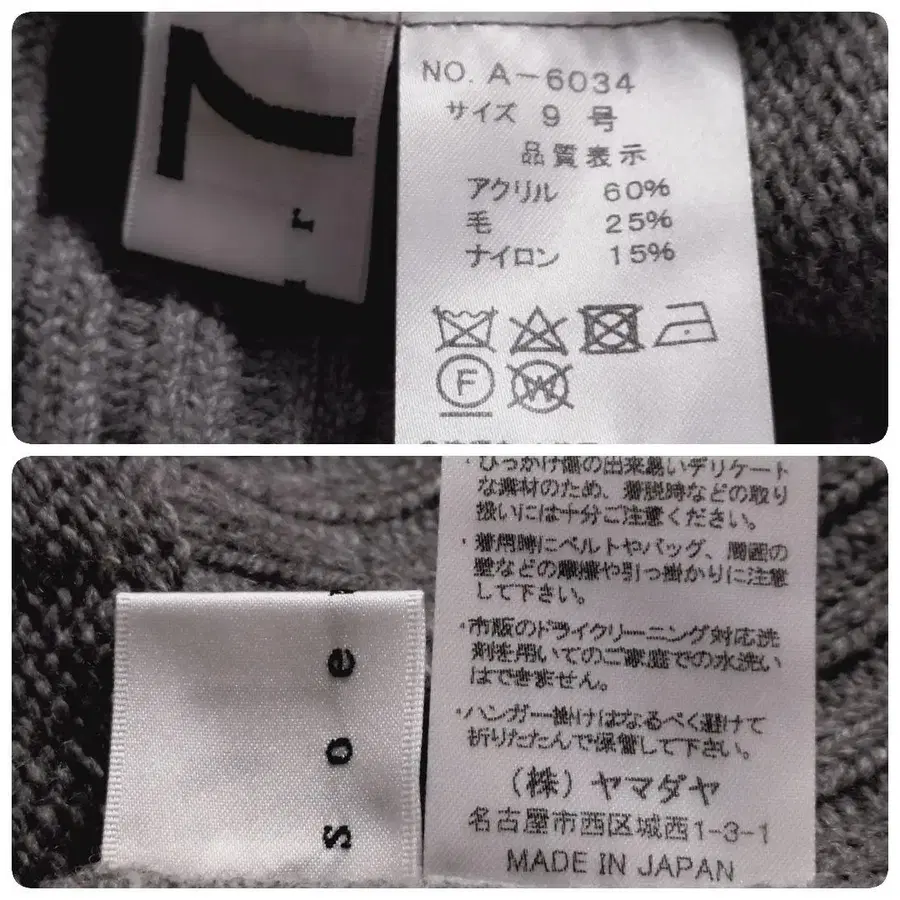 r
NO. A-6034
サイズ 9 号
品質表示
アクリル 60%
毛 25%
ナイロン 15%
F
W
・ひっかけ傷の出来易いデリケート
な素材のため、着脱時などの取り
扱いには十分ご注意ください。
・着用時にベルトやバッグ、周囲の
壁などの摩擦や引っ掛かりに注意
して下さい。
・市販のドライクリーニング対応洗
剤を用いてのご家庭での水洗い
はできません。
・ハンガー掛けはなるべく避けて
折りたたんで保管して下さい。
(株) ヤマダヤ
名古屋市西区城西1-3-1
MADE IN JAPAN
s o e